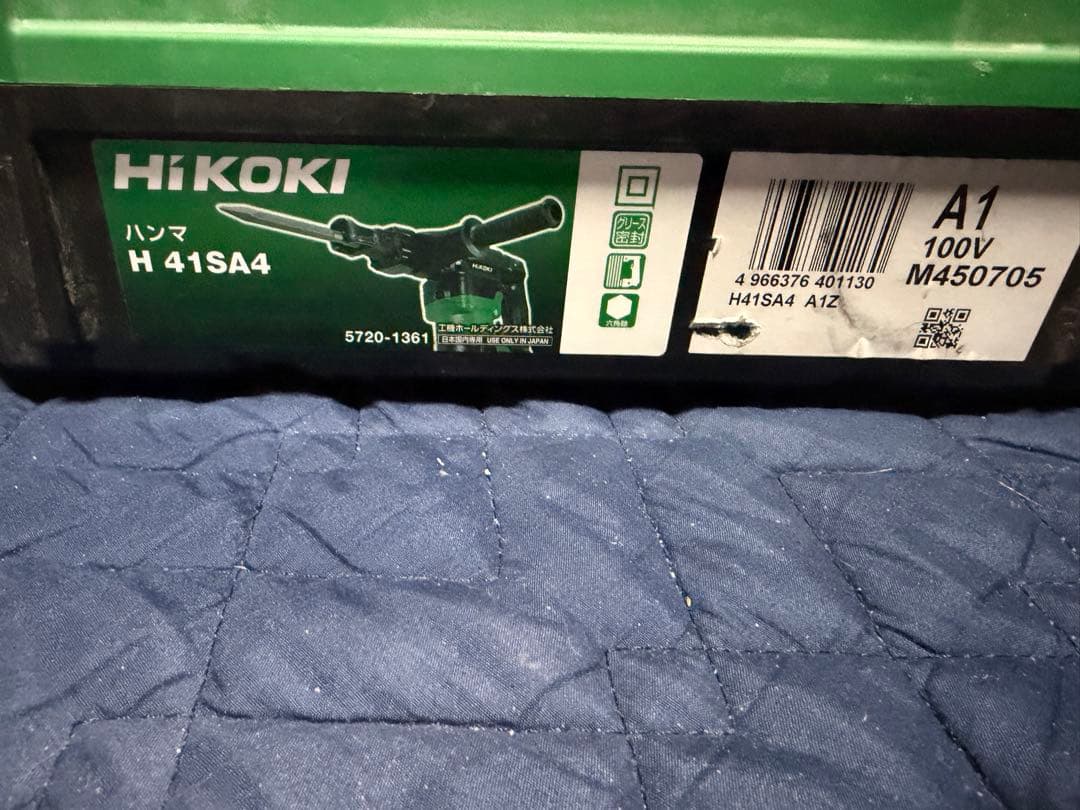 HiKOKI
ハンマ
H 41SA4
HiKOKI
5720-1361
工機ホールディングス株式会社
日本国内専用 USE ONLY IN JAPAN
グリース
密封
六角軸
4 966376 401130
H41SA4 A1Z
A1
100V
M450705